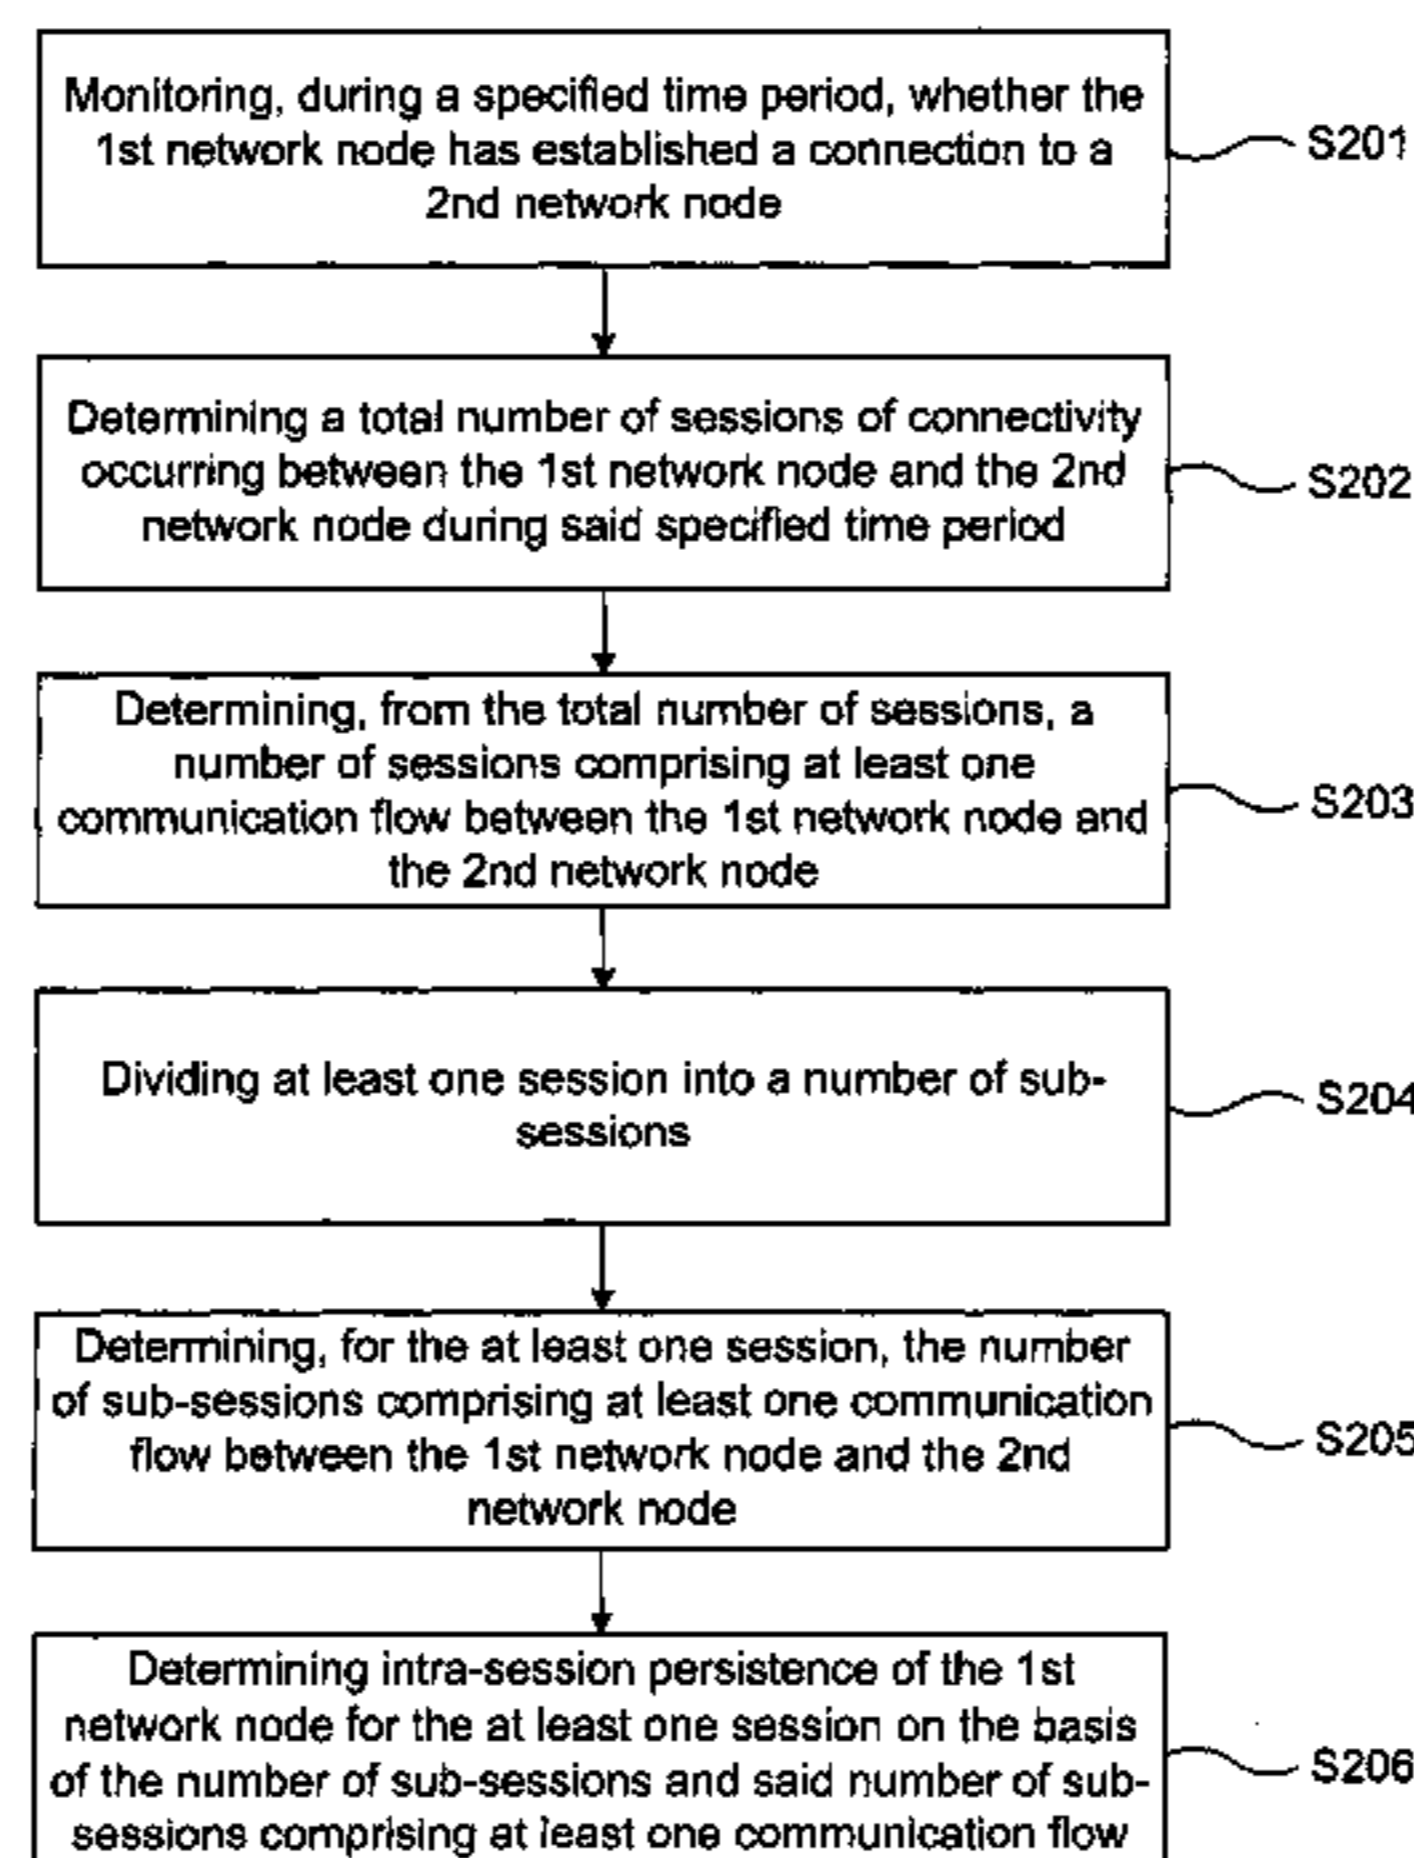 Monitoring, during a specified time period, whether the
1st network node has established a connection to a
2nd network node
S201
Determining a total number of sessions of connectivity
occurring between the 1st network node and the 2nd
network node during said specified time period
S202
Determining, from the total number of sessions, a
number of sessions comprising at least one
communication flow between the 1st network node and
the 2nd network node
S203
Dividing at least one session into a number of sub-
sessions
S204
Determining, for the at least one session, the number
of sub-sessions comprising at least one communication
flow between the 1st network node and the 2nd
network node
S205
Determining intra-session persistence of the 1st
network node for the at least one session on the basis
of the number of sub-sessions and said number of sub-
sessions comprising at least one communication flow
S206